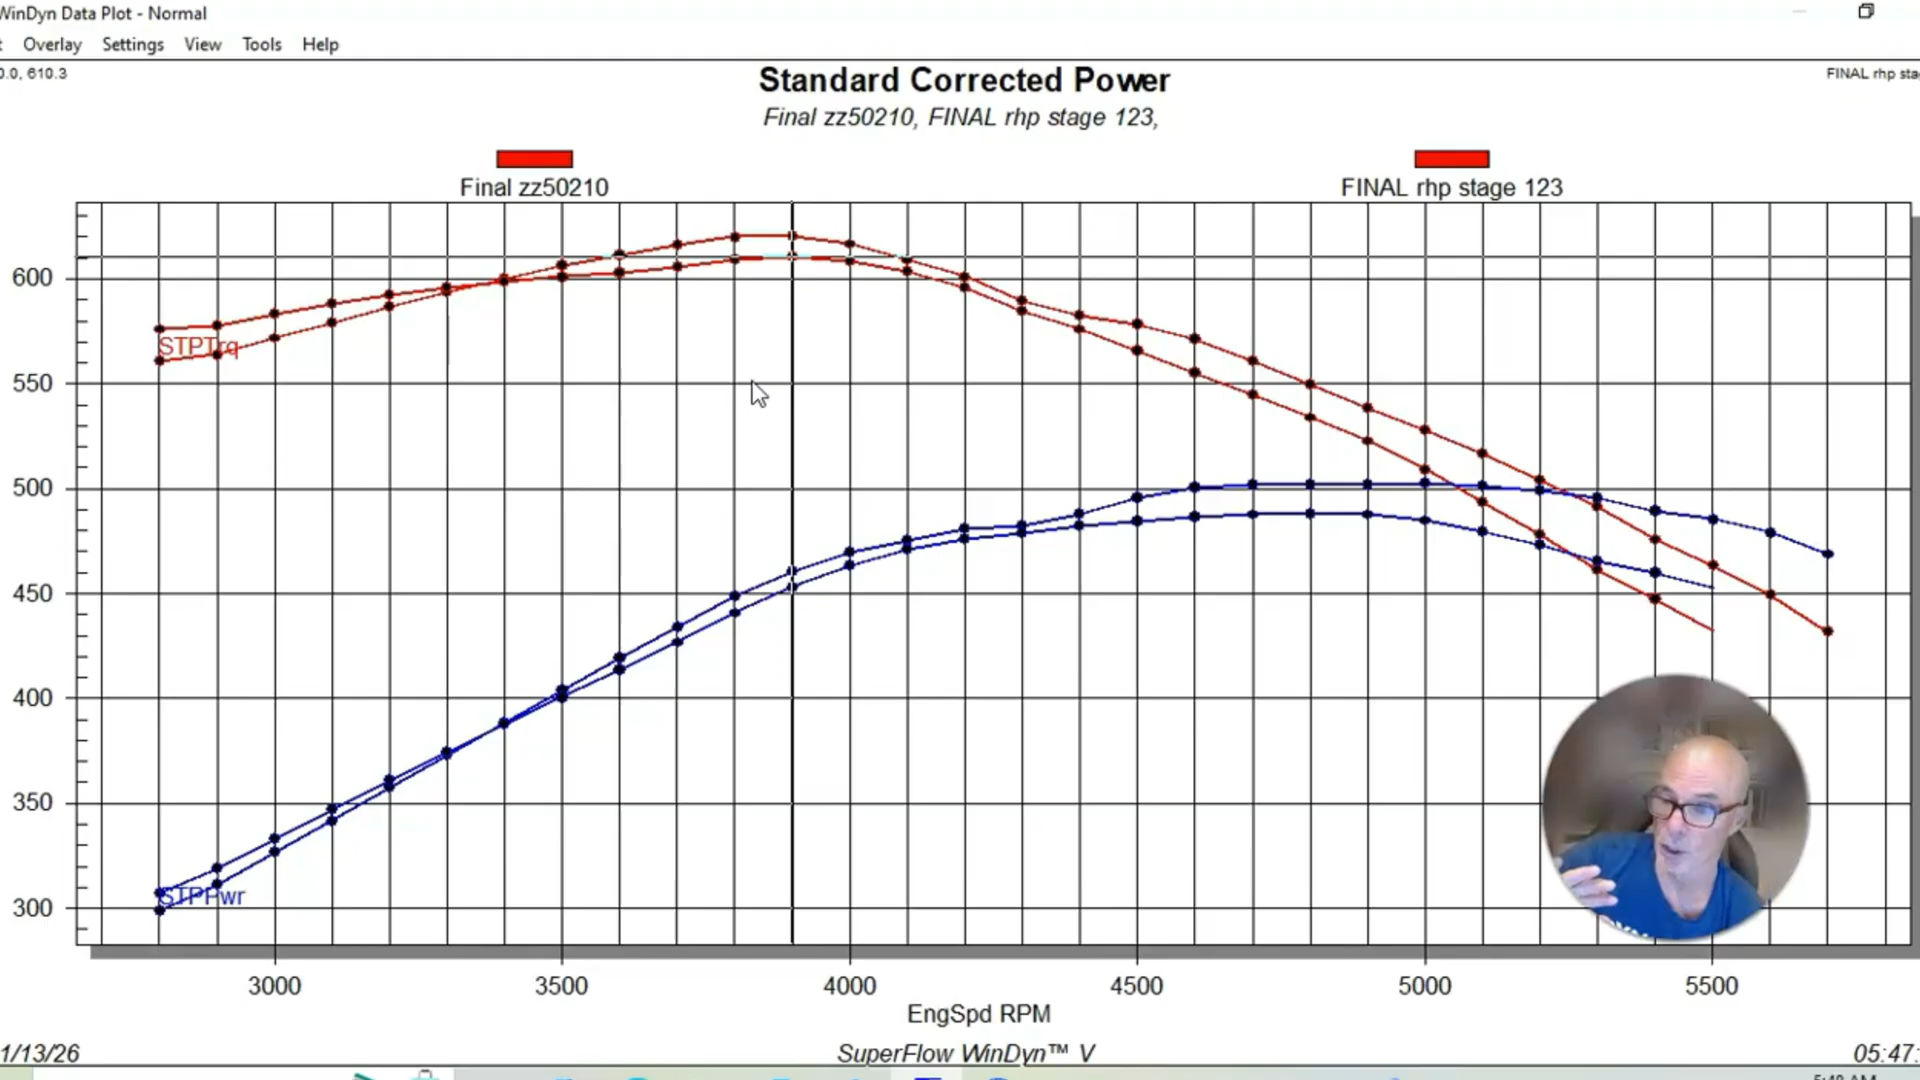 WinDyn Data Plot - Normal
Overlay Settings View Tools Help
0.0, 610.3
FINAL rhp sta
Standard Corrected Power
Final zz50210, FINAL rhp stage 123,
Final zz50210
FINAL rhp stage 123
600
550
500
450
400
350
300
STPTrq
STPPwr
3000 3500 4000 4500 5000 5500
EngSpd RPM
1/13/26
SuperFlow WinDyn™ V
05:47: